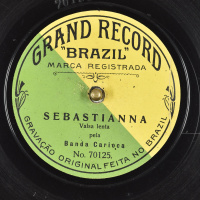 GRAND RECORD
"BRAZIL"
MARCA REGISTRADA
SEBASTIANNA
Valsa lenta
pela
Banda Carioca
No. 70125.
GRAVAÇÃO ORIGINAL FEITA NO BRAZIL